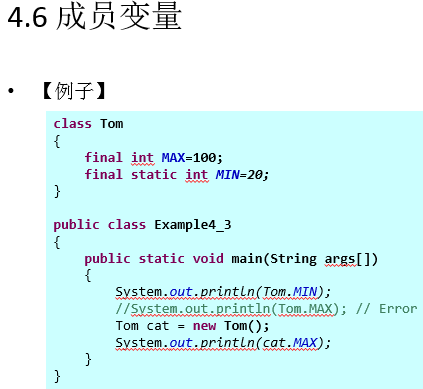 4.6 成员变量
• 【例子】
class Tom
{
final int MAX=100;
final static int MIN=20;
}
public class Example4_3
{
public static void main(String args[])
{
System.out.println(Tom.MIN);
//System.out.println(Tom.MAX); // Error
Tom cat = new Tom();
System.out.println(cat.MAX);
}
}